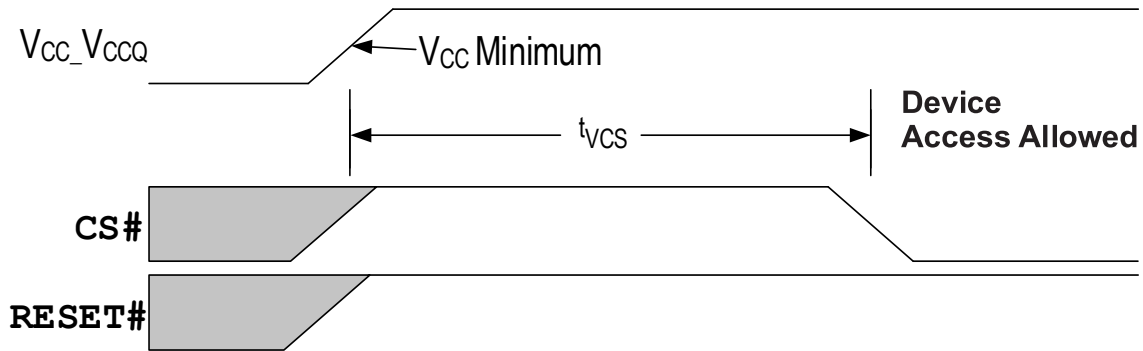 VCC_VCCQ
VCC Minimum
tVCS
Device
Access Allowed
CS#
RESET#